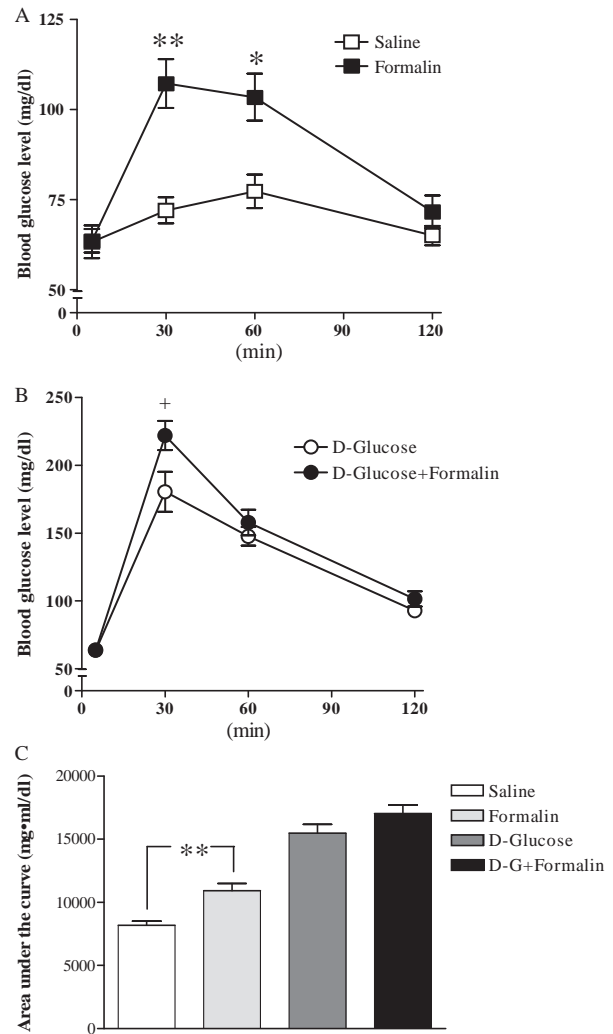 A
Blood glucose level (mg/dl)
125
100
75
50
0
**
*
Saline
Formalin
0 30 60 90 120
(min)
B
Blood glucose level (mg/dl)
250
200
150
100
50
0
+
D-Glucose
D-Glucose+Formalin
0 30 60 90 120
(min)
C
Area under the curve (mg•ml/dl)
20000
15000
10000
5000
0
**
Saline
Formalin
D-Glucose
D-G+Formalin